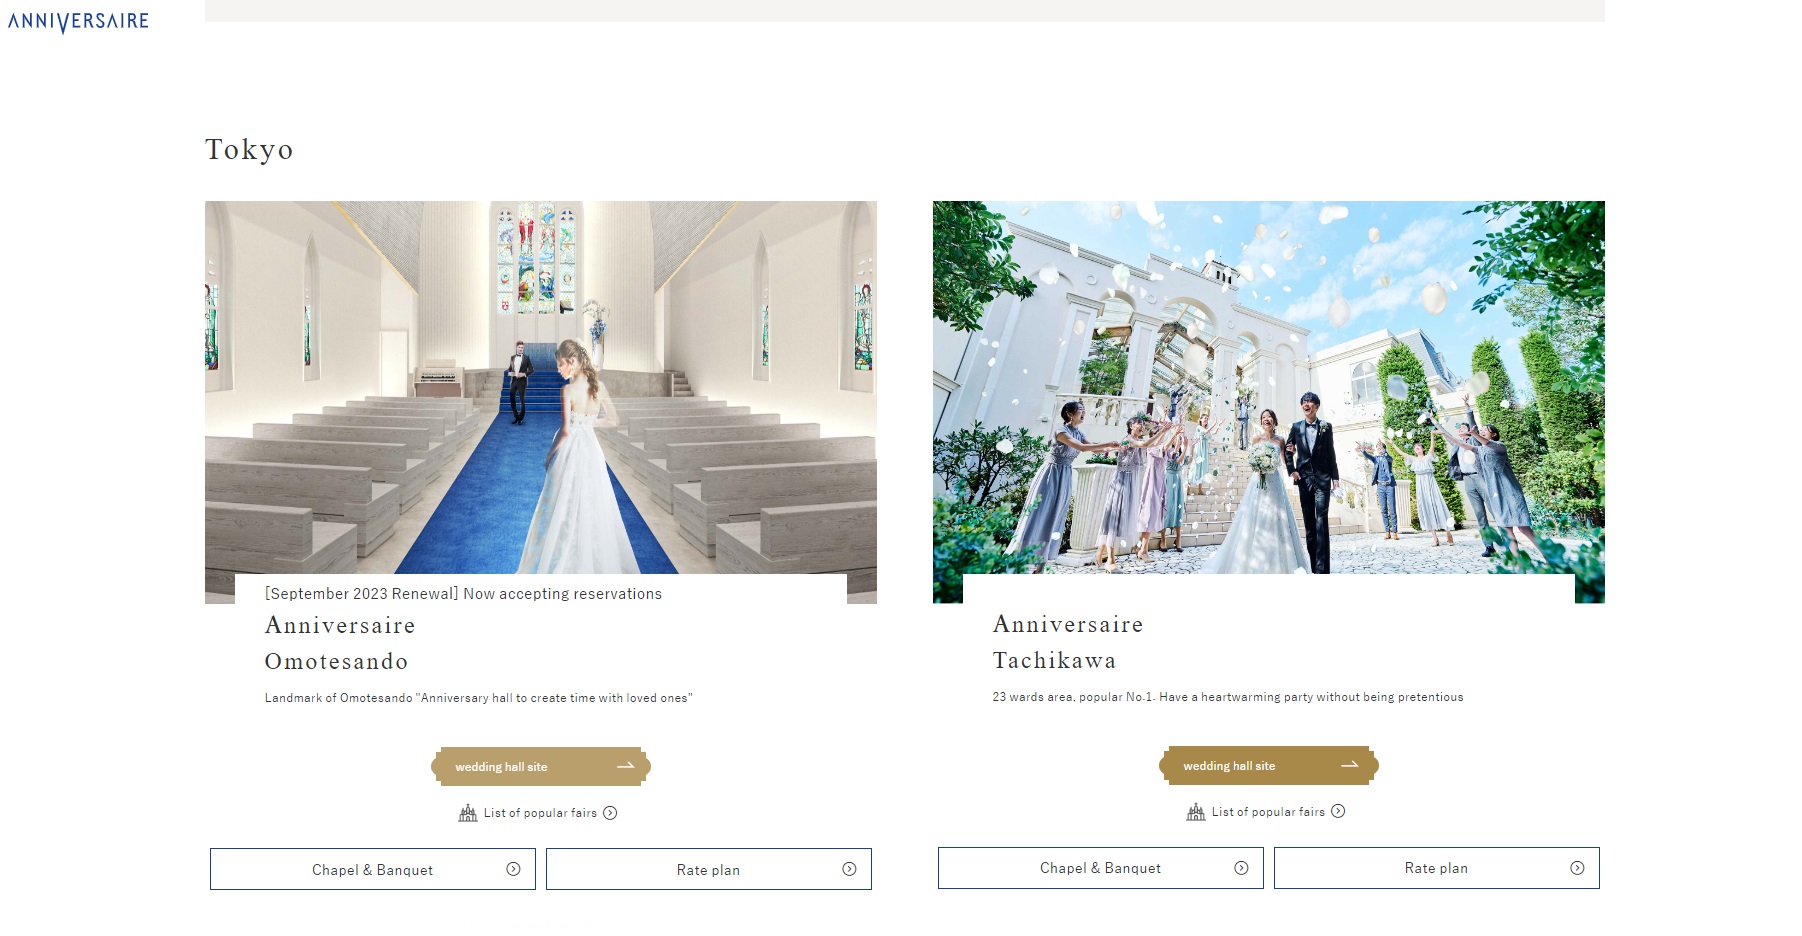 ANNIVERSAIRE
Tokyo
[September 2023 Renewal] Now accepting reservations
Anniversaire
Omotesando
Landmark of Omotesando "Anniversary hall to create time with loved ones"
wedding hall site
List of popular fairs
Chapel & Banquet
Rate plan
Anniversaire
Tachikawa
23 wards area, popular No.1. Have a heartwarming party without being pretentious
wedding hall site
List of popular fairs
Chapel & Banquet
Rate plan